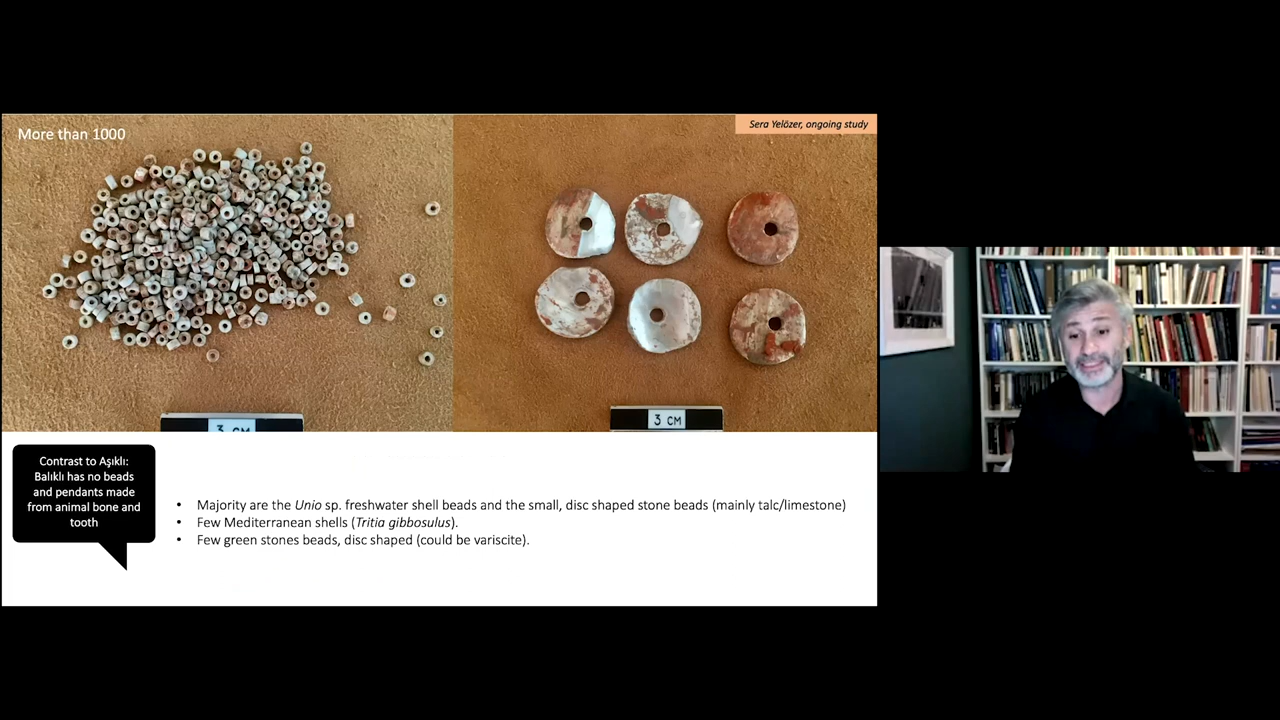 More than 1000
Sera Yelözer, ongoing study
3 CM
3 CM
Contrast to Aşıklı:
Balıklı has no beads
and pendants made
from animal bone and
tooth
• Majority are the Unio sp. freshwater shell beads and the small, disc shaped stone beads (mainly talc/limestone)
• Few Mediterranean shells (Tritia gibbosulus).
• Few green stones beads, disc shaped (could be variscite).